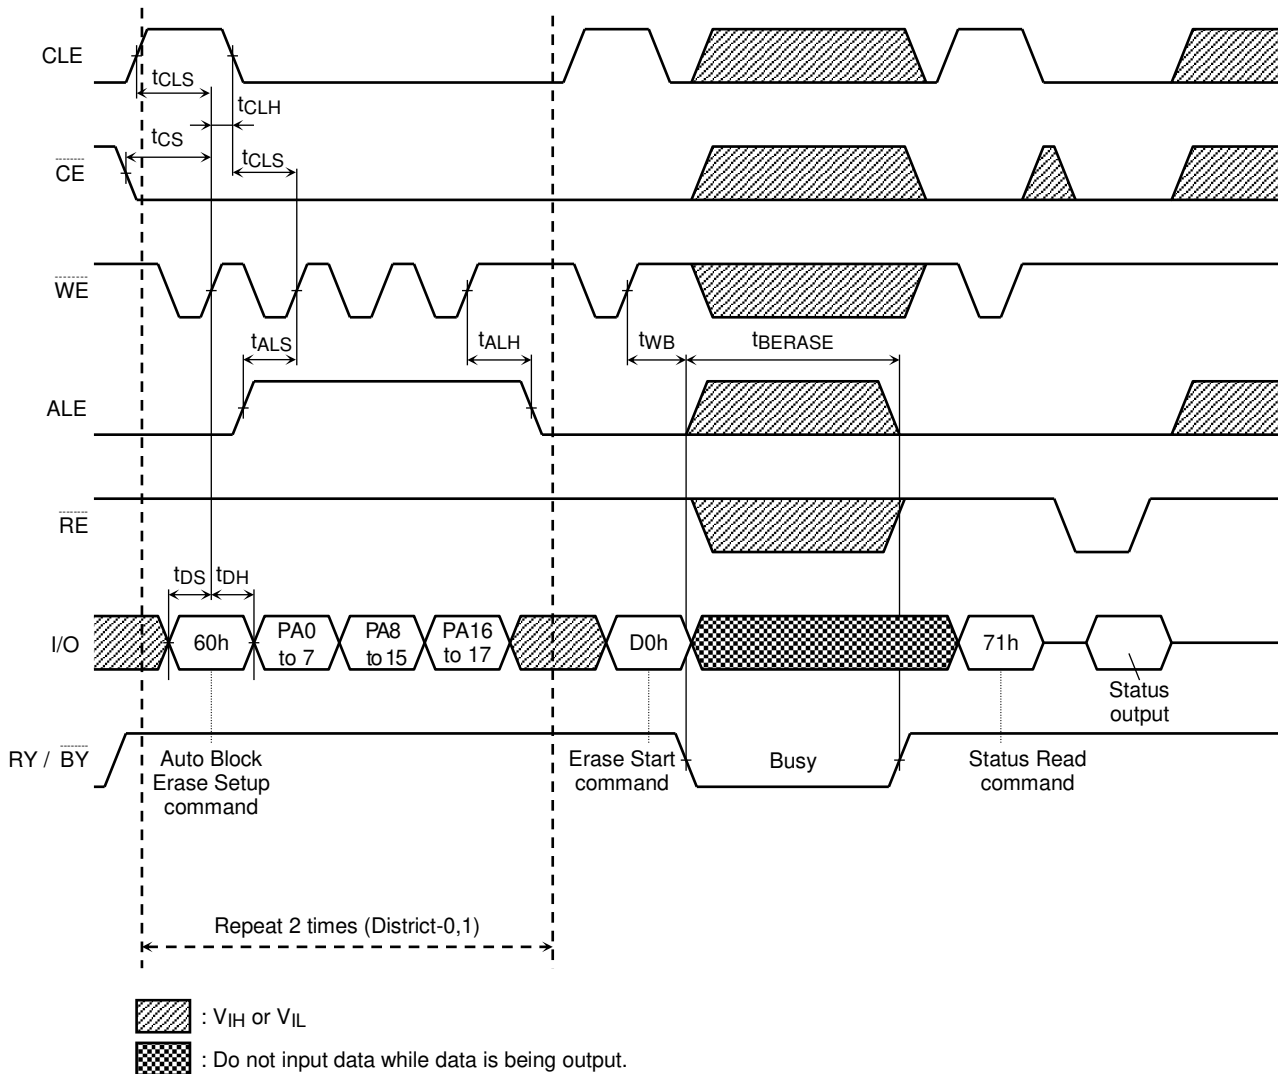 CLE
tCLS
tCLH
tCS
tCLS
CE
WE
tALS
tALH
tWB
tBERASE
ALE
RE
tDS
tDH
I/O
60h
PA0
to 7
PA8
to 15
PA16
to 17
D0h
71h
Status
output
RY / BY
Auto Block
Erase Setup
command
Erase Start
command
Busy
Status Read
command
Repeat 2 times (District-0,1)
: VIH or VIL
: Do not input data while data is being output.